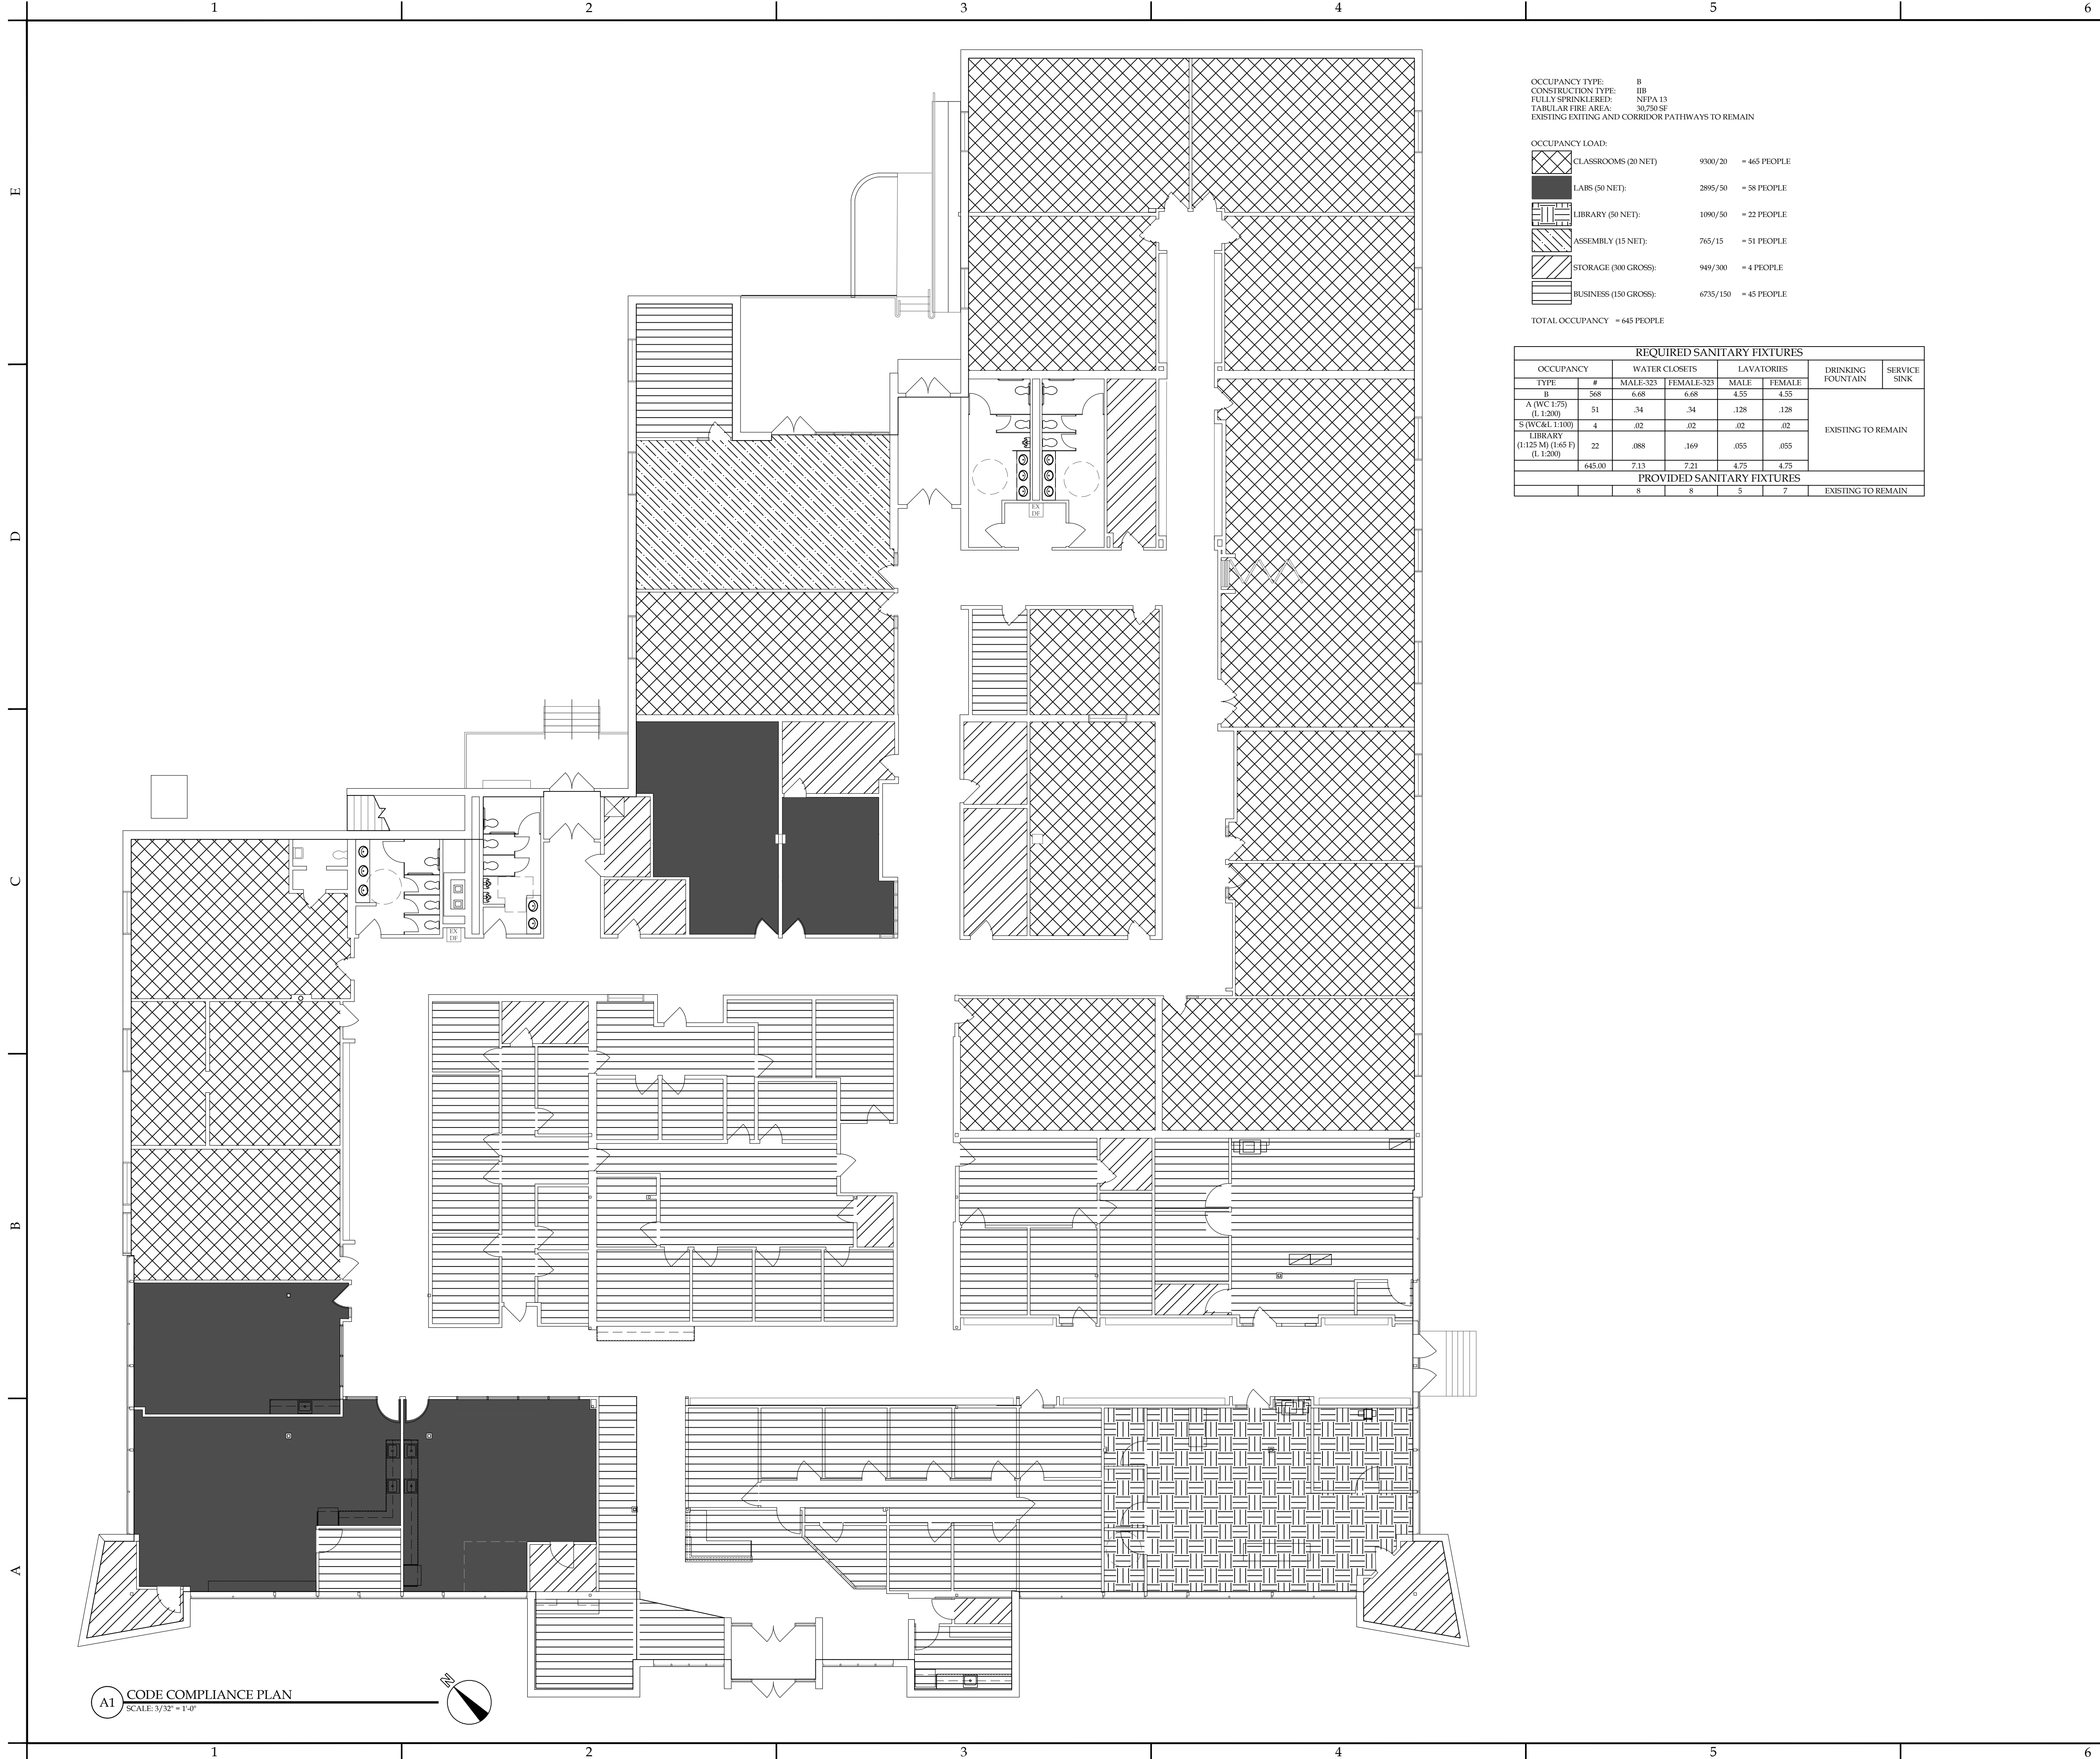 1 2 3 4 5 6
E
D
C
B
A
OCCUPANCY TYPE: B
CONSTRUCTION TYPE: IIB
FULLY SPRINKLERED: NFPA 13
TABULAR FIRE AREA: 30,750 SF
EXISTING EXITING AND CORRIDOR PATHWAYS TO REMAIN
OCCUPANCY LOAD:
CLASSROOMS (20 NET) 9300/20 = 465 PEOPLE
LABS (50 NET): 2895/50 = 58 PEOPLE
LIBRARY (50 NET): 1090/50 = 22 PEOPLE
ASSEMBLY (15 NET): 765/15 = 51 PEOPLE
STORAGE (300 GROSS): 949/300 = 4 PEOPLE
BUSINESS (150 GROSS): 6735/150 = 45 PEOPLE
TOTAL OCCUPANCY = 645 PEOPLE
REQUIRED SANITARY FIXTURES
OCCUPANCY WATER CLOSETS LAVATORIES DRINKING FOUNTAIN SERVICE SINK
TYPE # MALE-323 FEMALE-323 MALE FEMALE
B 568 6.68 6.68 4.55 4.55
A (WC 1:75)
(L 1:200) 51 .34 .34 .128 .128
S (WC&L 1:100) 4 .02 .02 .02 .02
EXISTING TO REMAIN
LIBRARY
(1:125 M) (1:65 F) 22 .088 .169 .055 .055
(L 1:200)
645.00 7.13 7.21 4.75 4.75
PROVIDED SANITARY FIXTURES
8 8 5 7 EXISTING TO REMAIN
EX
DF
EX
DF
A1 CODE COMPLIANCE PLAN
SCALE: 3/32" = 1'-0"
N
1 2 3 4 5 6